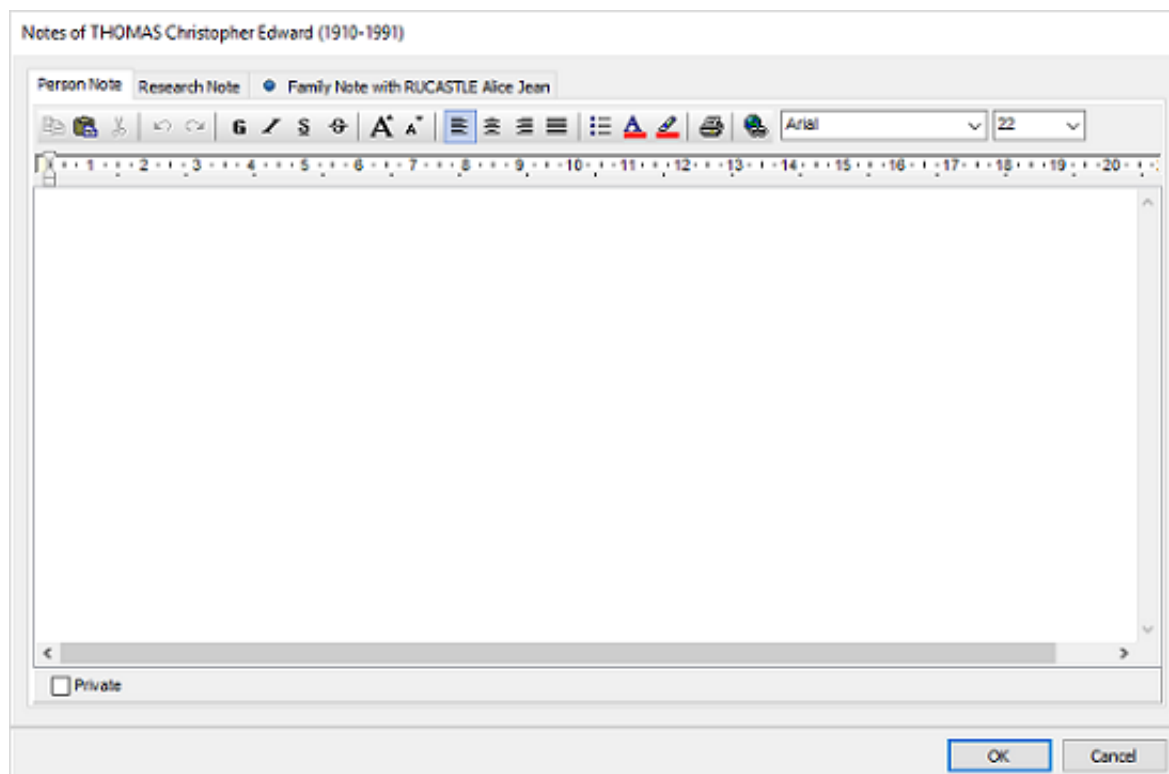 Notes of THOMAS Christopher Edward (1910-1991)
Person Note Research Note Family Note with RUCASTLE Alice Jean
G I S S A A A Arial 22
1 2 3 4 5 6 7 8 9 10 11 12 13 14 15 16 17 18 19 20
Private
OK Cancel